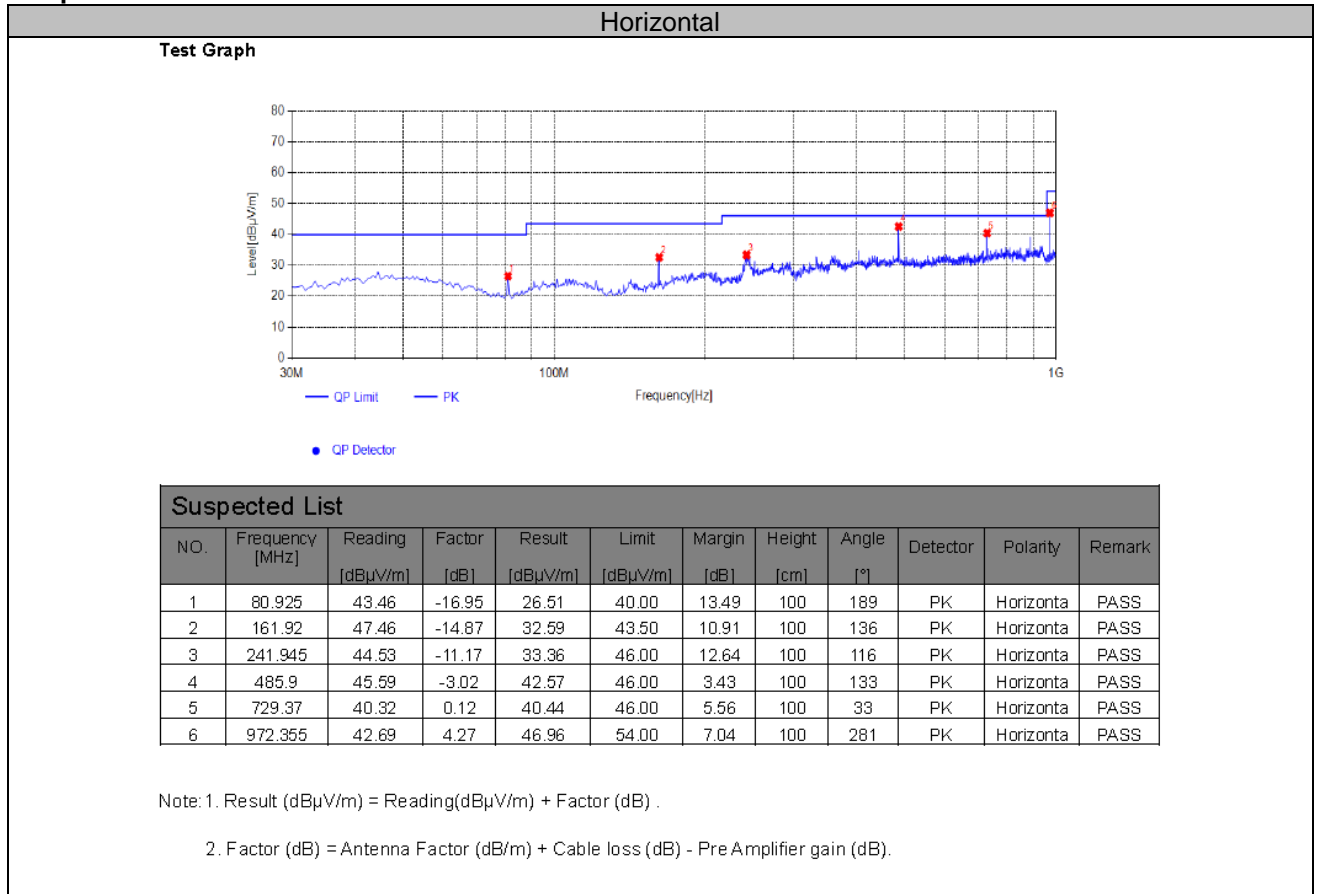 Horizontal
Test Graph
80
70
60
50
40
30
20
10
0
Level[dBμV/m]
30M 100M 1G
Frequency[Hz]
QP Limit PK
QP Detector
1
2
3
4
5
6
Suspected List
NO. Frequency [MHz] Reading [dBμV/m] Factor [dB] Result [dBμV/m] Limit [dBμV/m] Margin [dB] Height [cm] Angle [°] Detector Polarity Remark
1 80.925 43.46 -16.95 26.51 40.00 13.49 100 189 PK Horizonta PASS
2 161.92 47.46 -14.87 32.59 43.50 10.91 100 136 PK Horizonta PASS
3 241.945 44.53 -11.17 33.36 46.00 12.64 100 116 PK Horizonta PASS
4 485.9 45.59 -3.02 42.57 46.00 3.43 100 133 PK Horizonta PASS
5 729.37 40.32 0.12 40.44 46.00 5.56 100 33 PK Horizonta PASS
6 972.355 42.69 4.27 46.96 54.00 7.04 100 281 PK Horizonta PASS
Note: 1. Result (dBμV/m) = Reading(dBμV/m) + Factor (dB) .
2. Factor (dB) = Antenna Factor (dB/m) + Cable loss (dB) - Pre Amplifier gain (dB).